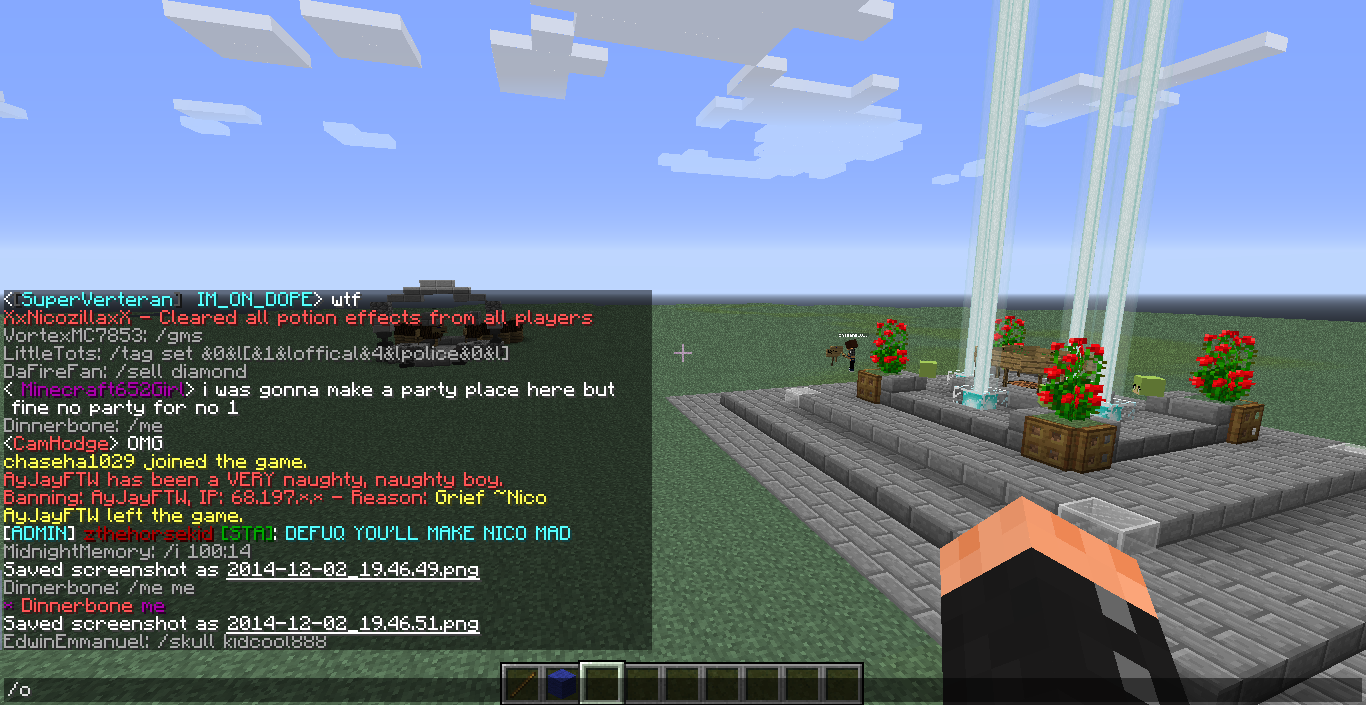 <[SuperVerteran] IM_ON_DOPE> wtf
XxNicozillaxX - Cleared all potion effects from all players
VortexMC7853: /gms
LittleTots: /tag set &0&l[&1&loffical&4&lpolice&0&l]
DaFireFan: /sell diamond
< Minecraft652Girl> i was gonna make a party place here but
fine no party for no 1
Dinnerbone: /me
<CamHodge> OMG
chaseha1029 joined the game.
AyJayFTW has been a VERY naughty, naughty boy.
Banning: AyJayFTW, IP: 68.197.*.* - Reason: Grief ~Nico
AyJayFTW left the game.
[ADMIN] zthehorsekid [STA]: DEFUQ YOU'LL MAKE NICO MAD
MidnightMemory: /i 100:14
Saved screenshot as 2014-12-02_19.46.49.png
Dinnerbone: /me me
* Dinnerbone me
Saved screenshot as 2014-12-02_19.46.51.png
EdwinEmmanuel: /skull kidcool888
/o